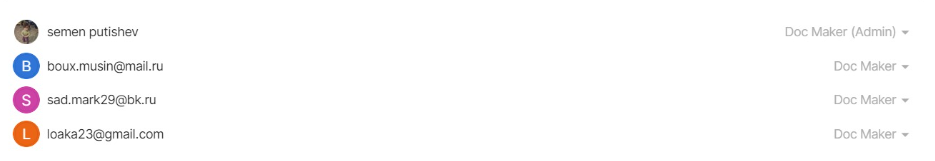 semen putishev Doc Maker (Admin)
B boux.musin@mail.ru Doc Maker
S sad.mark29@bk.ru Doc Maker
L loaka23@gmail.com Doc Maker